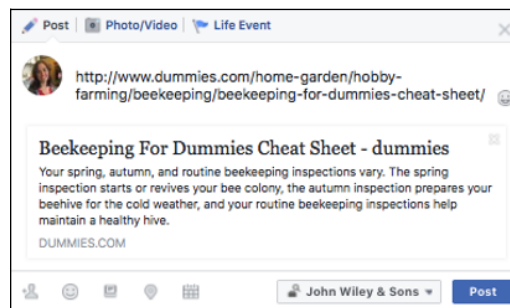 Post Photo/Video Life Event
http://www.dummies.com/home-garden/hobby-
farming/beekeeping/beekeeping-for-dummies-cheat-sheet/
Beekeeping For Dummies Cheat Sheet - dummies
Your spring, autumn, and routine beekeeping inspections vary. The spring
inspection starts or revives your bee colony, the autumn inspection prepares your
beehive for the cold weather, and your routine beekeeping inspections help
maintain a healthy hive.
DUMMIES.COM
John Wiley & Sons Post